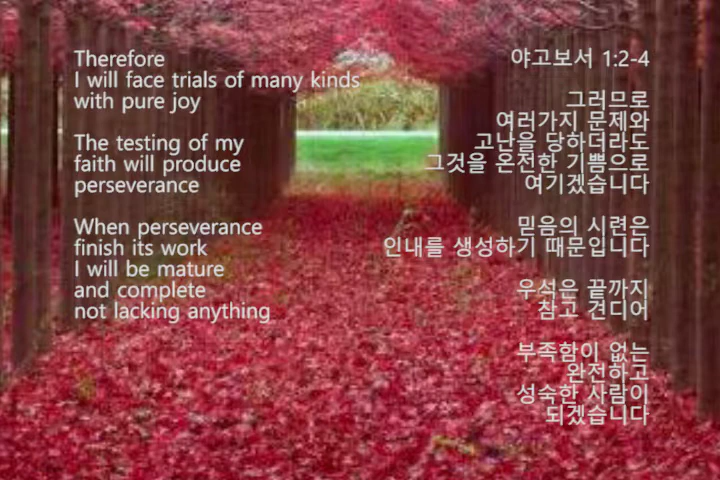 Therefore
I will face trials of many kinds
with pure joy
The testing of my
faith will produce
perseverance
When perseverance
finish its work
I will be mature
and complete
not lacking anything
야고보서 1:2-4
그러므로
여러가지 문제와
고난을 당하더라도
그것을 온전한 기쁨으로
여기겠습니다
믿음의 시련은
인내를 생성하기 때문입니다
우석은 끝까지
참고 견디어
부족함이 없는
완전하고
성숙한 사람이
되겠습니다